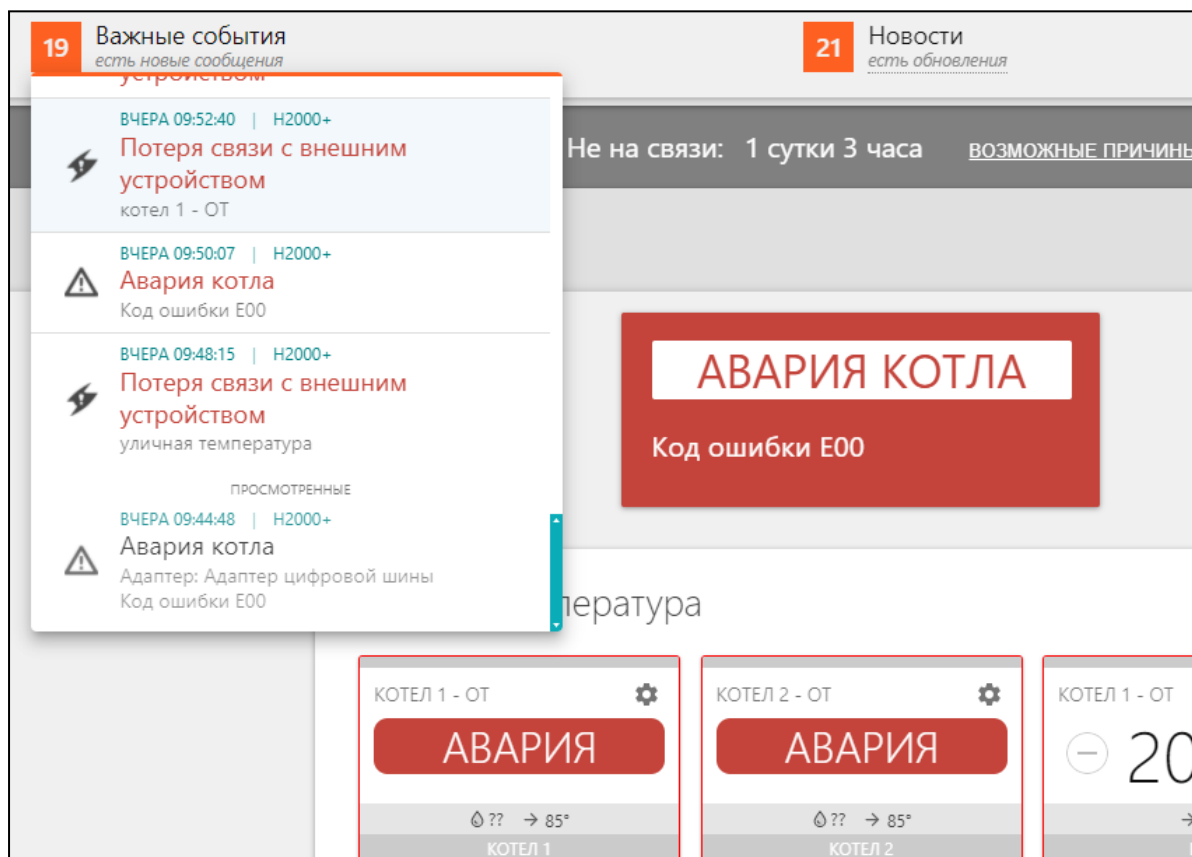 19
Важные события
есть новые сообщения
21
Новости
есть обновления
устройством
ВЧЕРА 09:52:40 | H2000+
Потеря связи с внешним
устройством
котел 1 - ОТ
Не на связи: 1 сутки 3 часа
ВОЗМОЖНЫЕ ПРИЧИНЫ
ВЧЕРА 09:50:07 | H2000+
Авария котла
Код ошибки E00
ВЧЕРА 09:48:15 | H2000+
Потеря связи с внешним
устройством
уличная температура
ПРОСМОТРЕННЫЕ
ВЧЕРА 09:44:48 | H2000+
Авария котла
Адаптер: Адаптер цифровой шины
Код ошибки E00
АВАРИЯ КОТЛА
Код ошибки E00
пература
КОТЕЛ 1 - ОТ
АВАРИЯ
?? → 85°
КОТЕЛ 1
КОТЕЛ 2 - ОТ
АВАРИЯ
?? → 85°
КОТЕЛ 2
КОТЕЛ 1 - ОТ
20